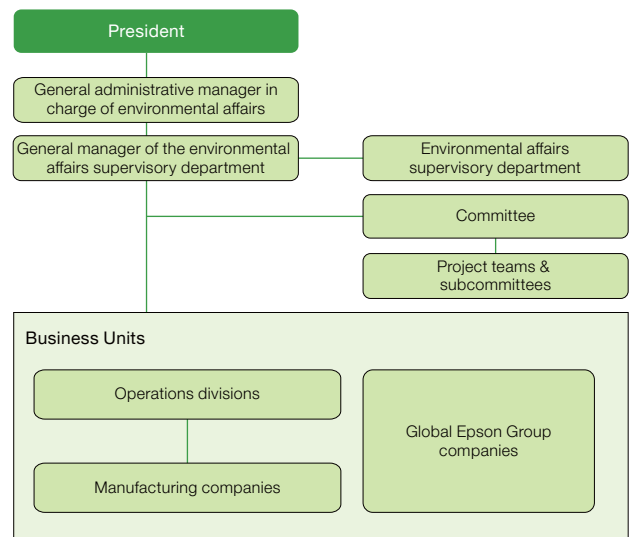 President
General administrative manager in
charge of environmental affairs
General manager of the environmental
affairs supervisory department
Environmental affairs
supervisory department
Committee
Project teams &
subcommittees
Business Units
Operations divisions
Manufacturing companies
Global Epson Group
companies